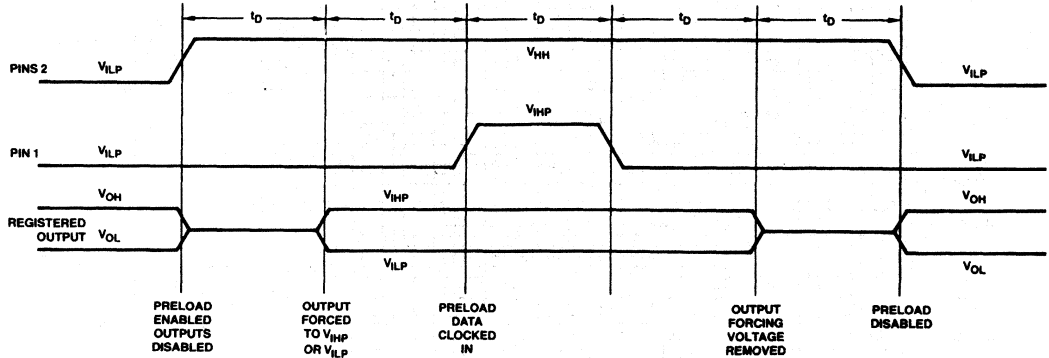 tD tD tD tD tD
PINS 2 VILP VHH VILP
PIN 1 VILP VIHP VILP
VOH VIHP VOH
REGISTERED
OUTPUT VOL VILP VOL
PRELOAD
ENABLED
OUTPUTS
DISABLED
OUTPUT
FORCED
TO VIHP
OR VILP
PRELOAD
DATA
CLOCKED
IN
OUTPUT
FORCING
VOLTAGE
REMOVED
PRELOAD
DISABLED